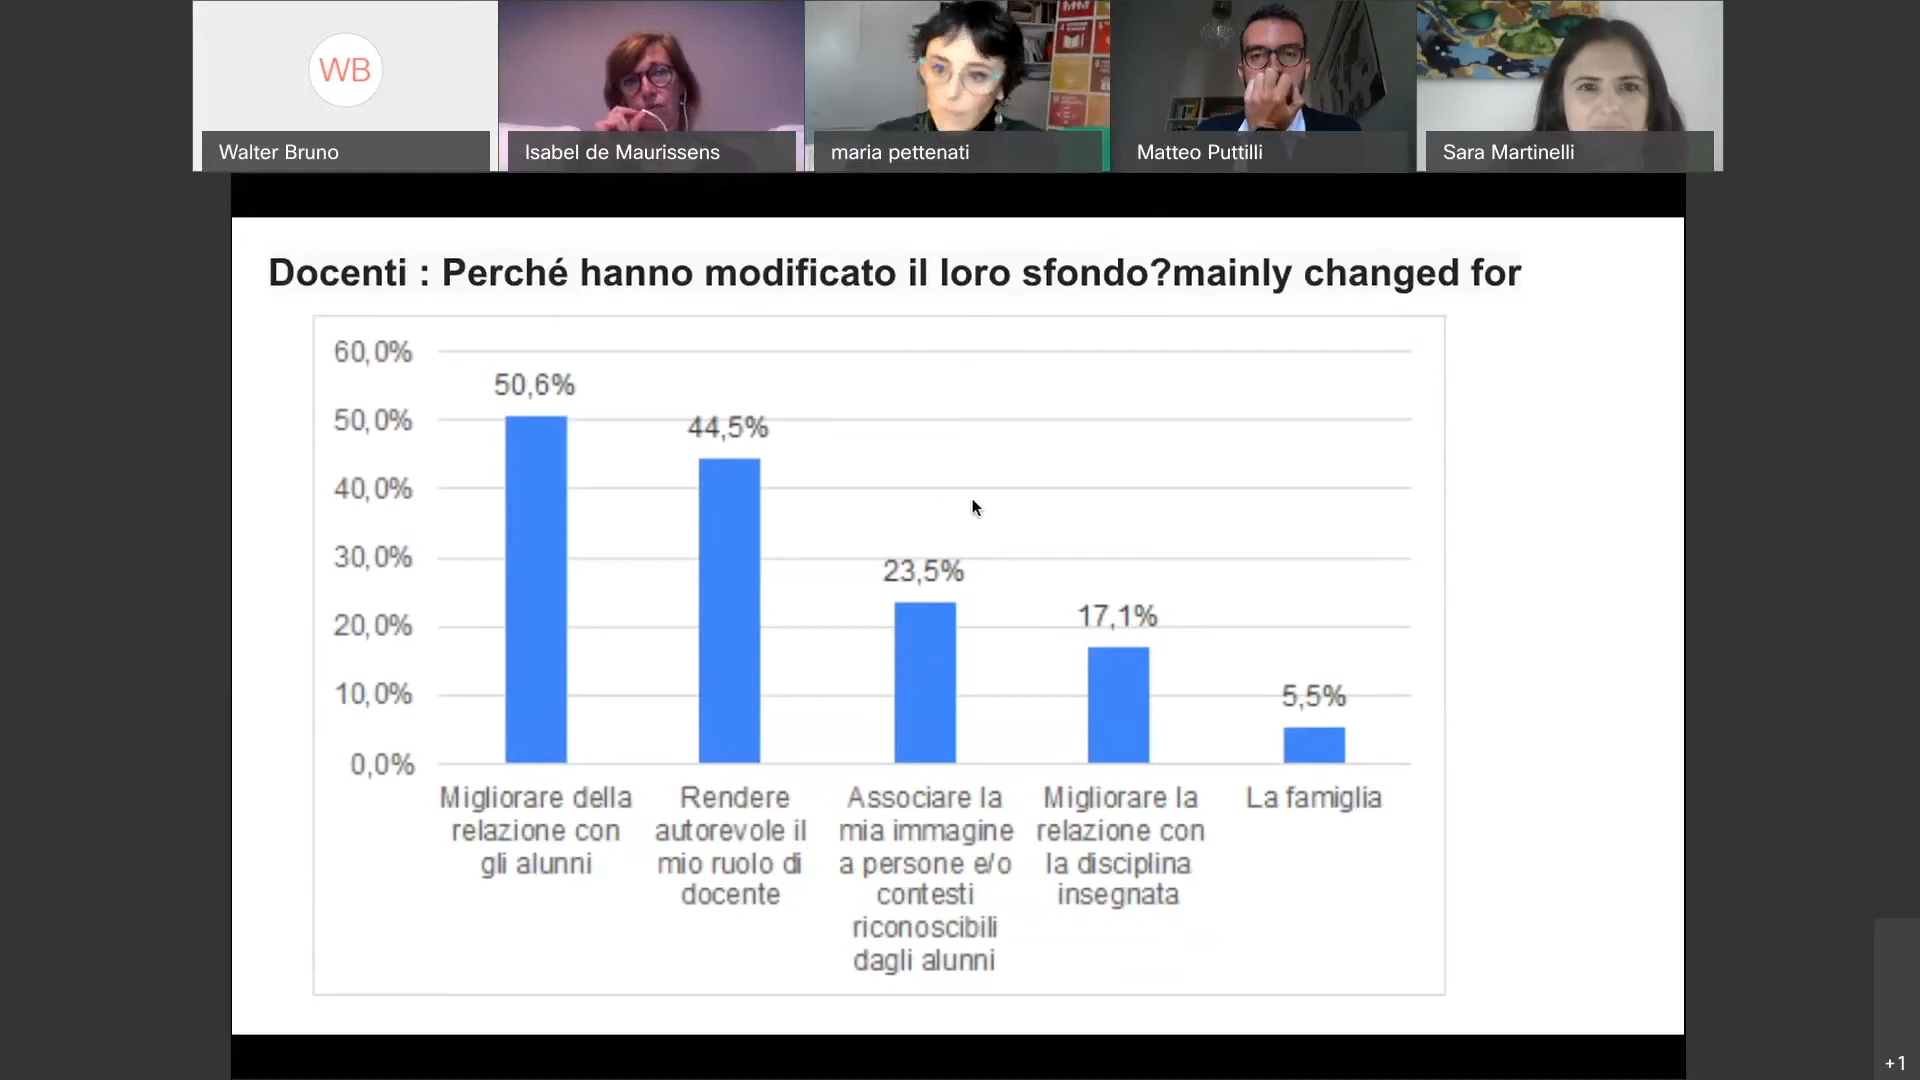 WB
Walter Bruno
Isabel de Maurissens
maria pettenati
Matteo Puttilli
Sara Martinelli
Docenti : Perché hanno modificato il loro sfondo?mainly changed for
60,0%
50,0%
40,0%
30,0%
20,0%
10,0%
0,0%
50,6%
44,5%
23,5%
17,1%
5,5%
Migliorare della
relazione con
gli alunni
Rendere
autorevole il
mio ruolo di
docente
Associare la
mia immagine
a persone e/o
contesti
riconoscibili
dagli alunni
Migliorare la
relazione con
la disciplina
insegnata
La famiglia
+1